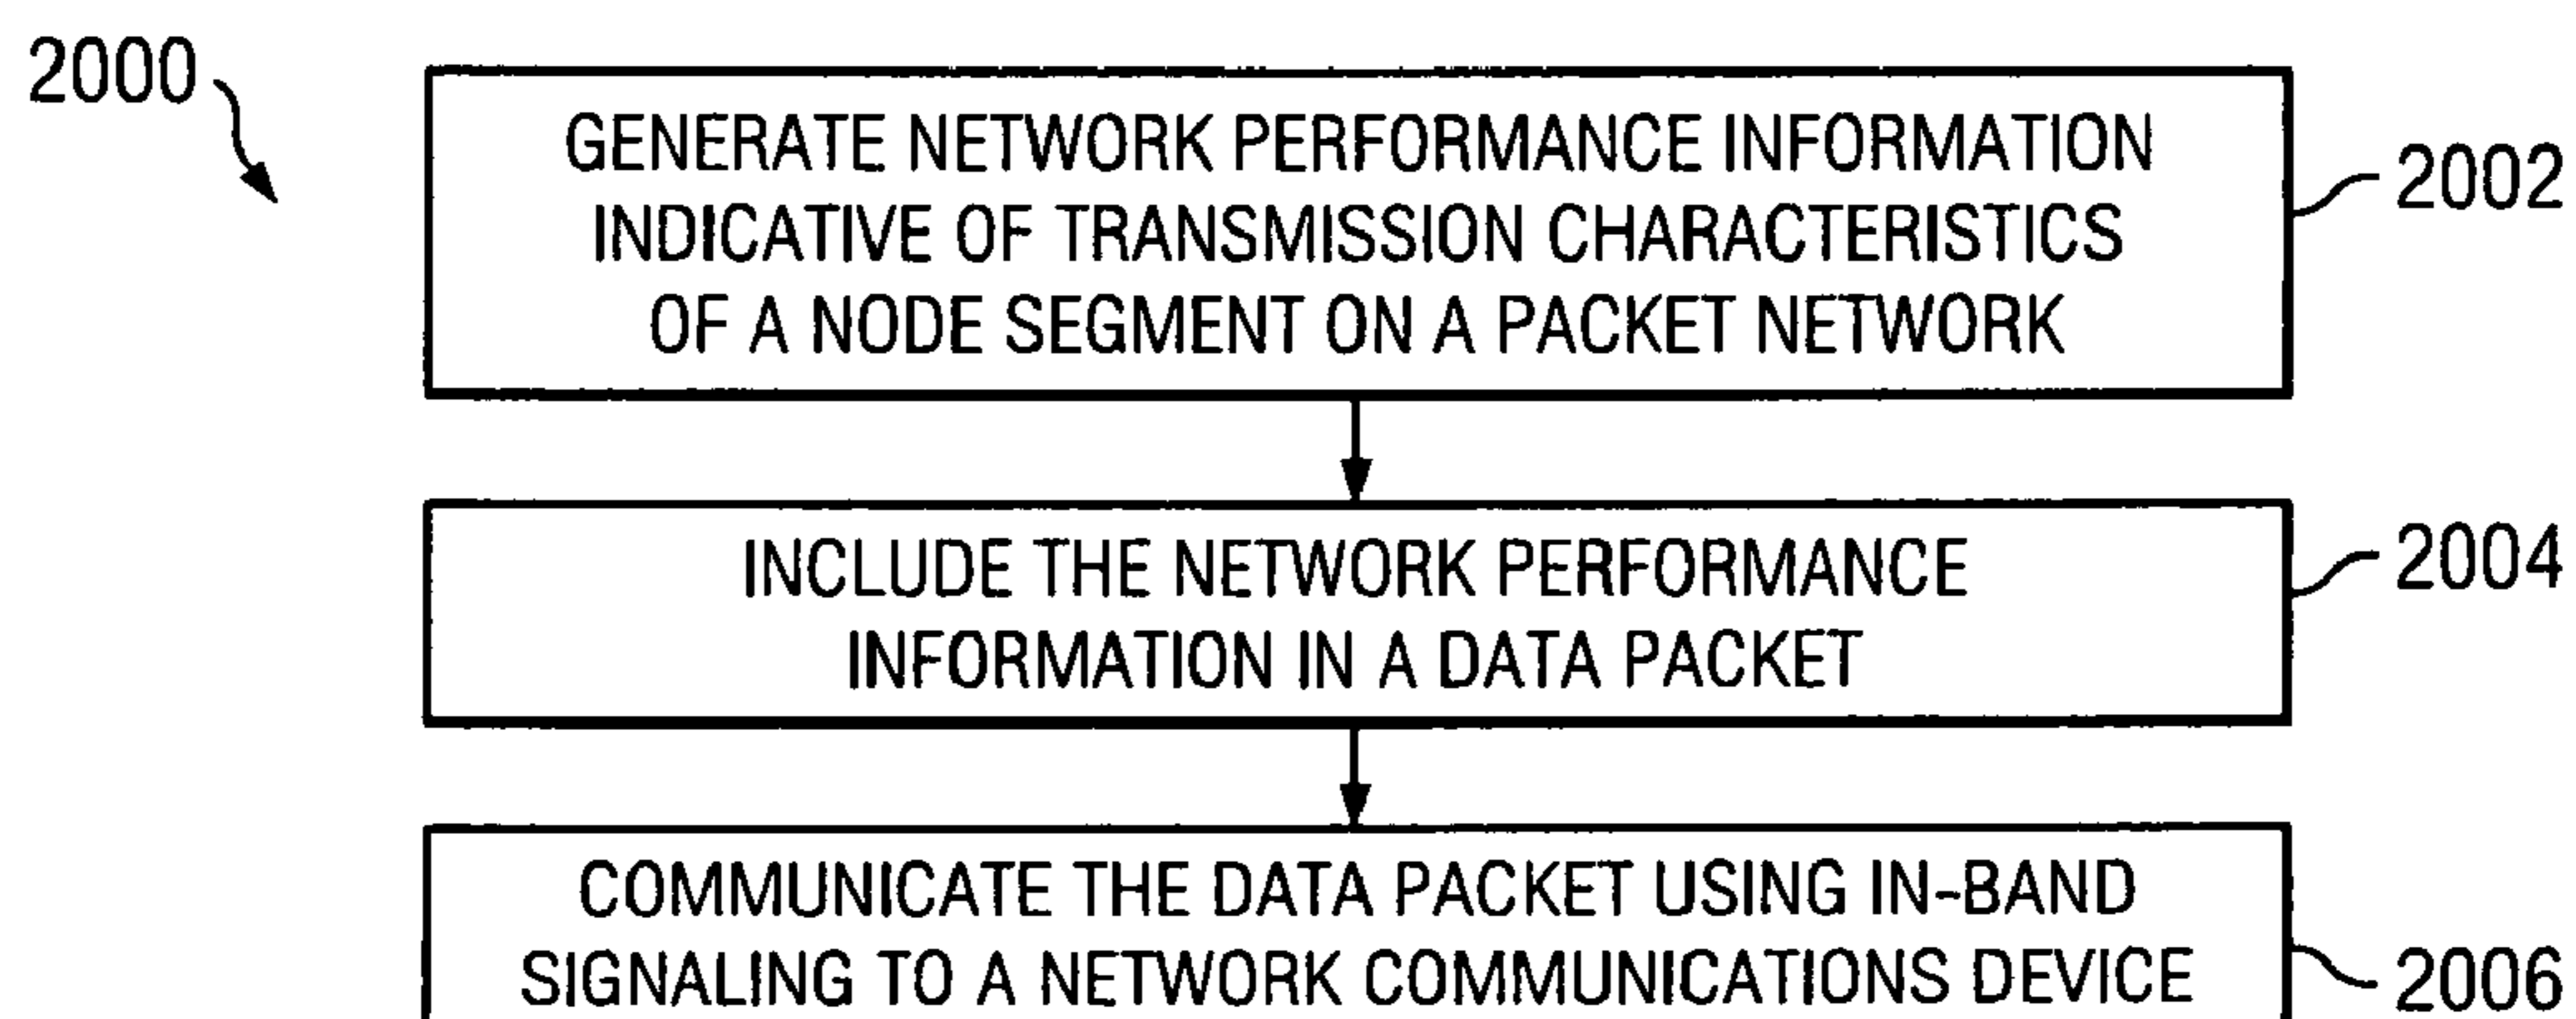 2000
GENERATE NETWORK PERFORMANCE INFORMATION
INDICATIVE OF TRANSMISSION CHARACTERISTICS
OF A NODE SEGMENT ON A PACKET NETWORK
2002
INCLUDE THE NETWORK PERFORMANCE
INFORMATION IN A DATA PACKET
2004
COMMUNICATE THE DATA PACKET USING IN-BAND
SIGNALING TO A NETWORK COMMUNICATIONS DEVICE
2006